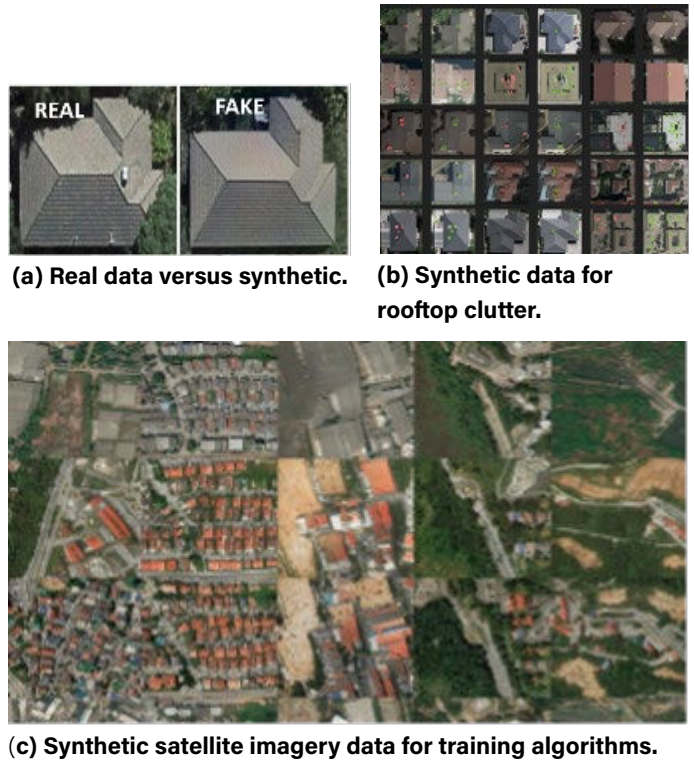 REAL
FAKE
(a) Real data versus synthetic.
(b) Synthetic data for
rooftop clutter.
(c) Synthetic satellite imagery data for training algorithms.